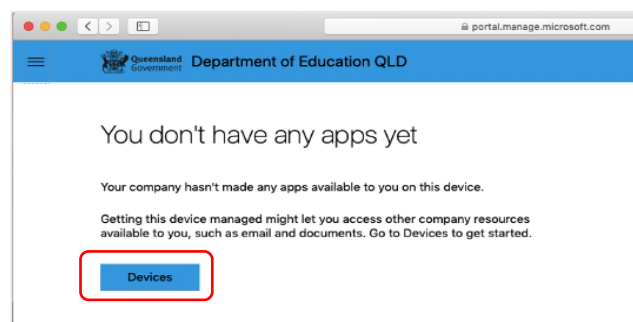 portal.manage.microsoft.com
Queensland
Government
Department of Education QLD
You don't have any apps yet
Your company hasn't made any apps available to you on this device.
Getting this device managed might let you access other company resources
available to you, such as email and documents. Go to Devices to get started.
Devices